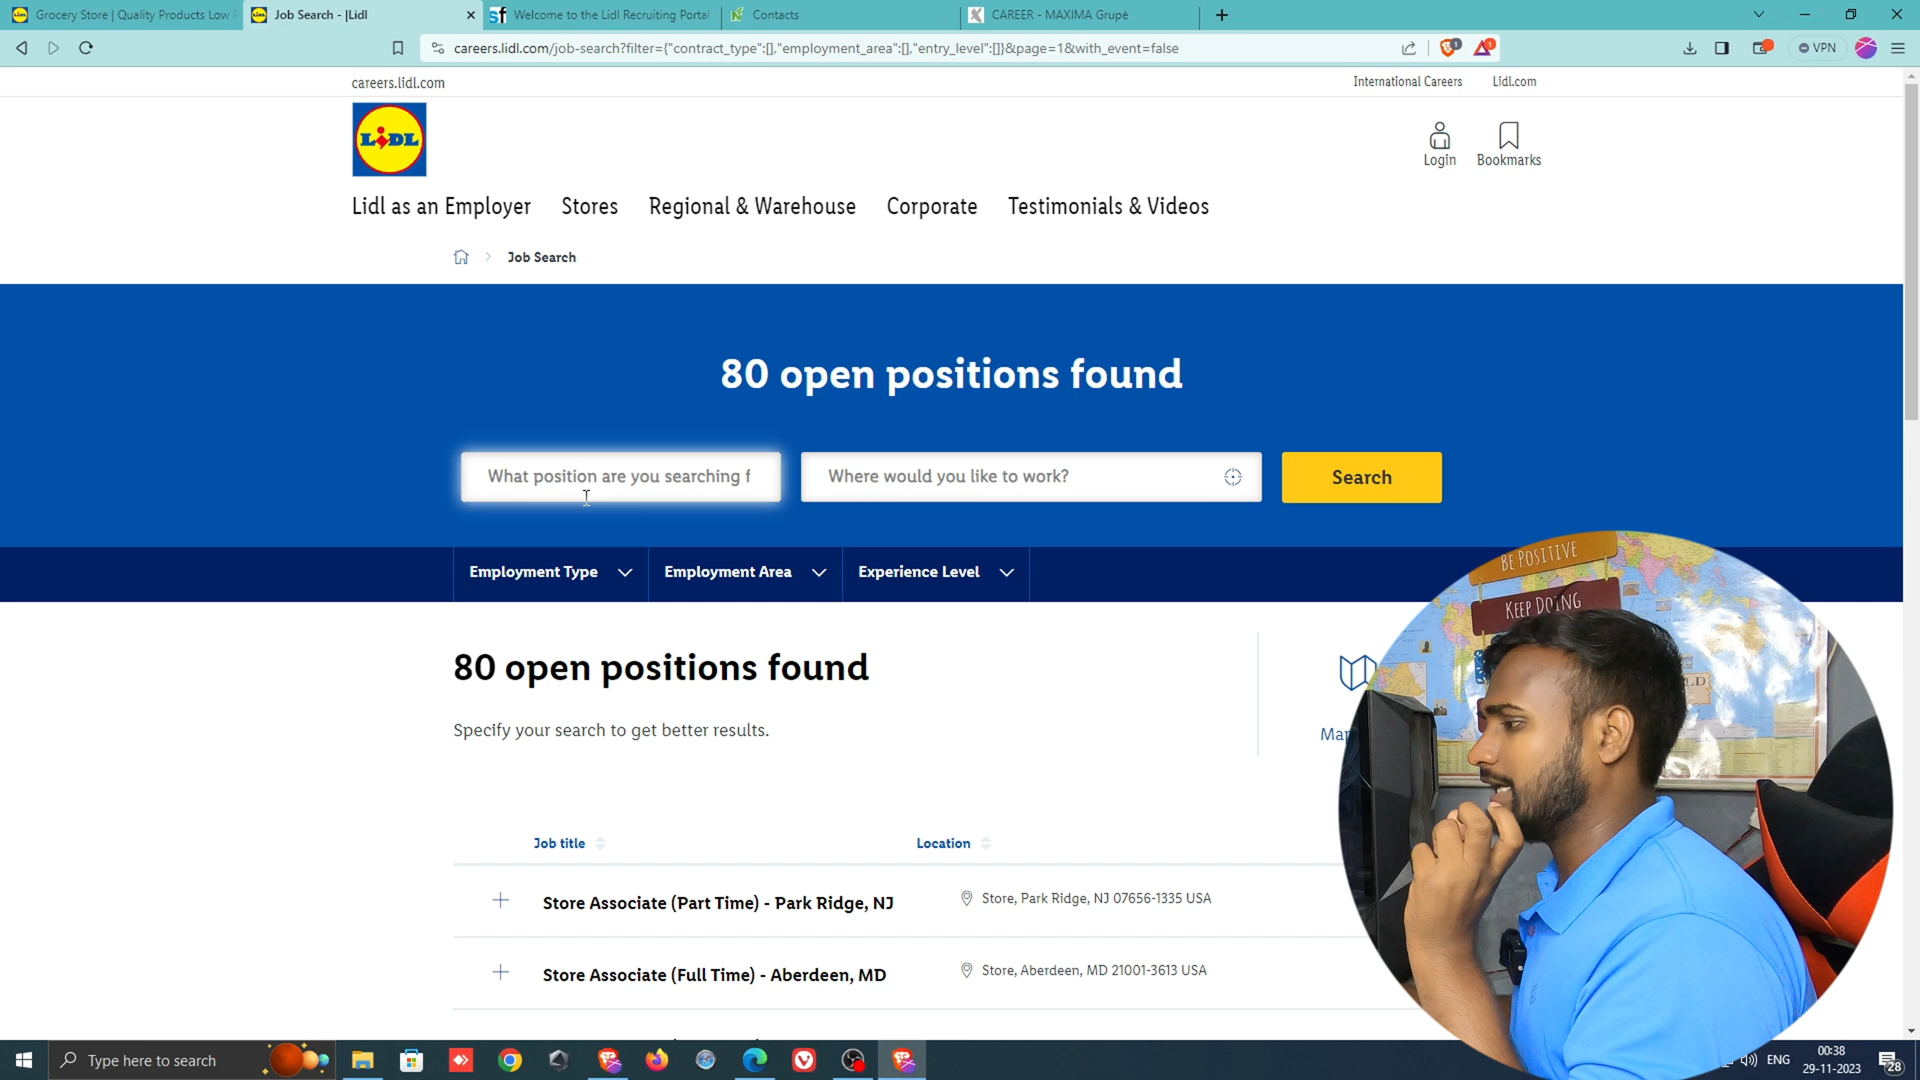 Grocery Store | Quality Products Low
Job Search - |Lidl
Welcome to the Lidl Recruiting Portal
Contacts
CAREER - MAXIMA Grupė
careers.lidl.com/job-search?filter={"contract_type":[],"employment_area":[],"entry_level":[]}&page=1&with_event=false
VPN
careers.lidl.com
International Careers
Lidl.com
LiDL
Login
Bookmarks
Lidl as an Employer
Stores
Regional & Warehouse
Corporate
Testimonials & Videos
Job Search
80 open positions found
What position are you searching f
Where would you like to work?
Search
Employment Type
Employment Area
Experience Level
BE POSITIVE
KEEP DOING
80 open positions found
Specify your search to get better results.
Job title
Location
Store Associate (Part Time) - Park Ridge, NJ
Store, Park Ridge, NJ 07656-1335 USA
Store Associate (Full Time) - Aberdeen, MD
Store, Aberdeen, MD 21001-3613 USA
Type here to search
ENG
00:38
29-11-2023
28